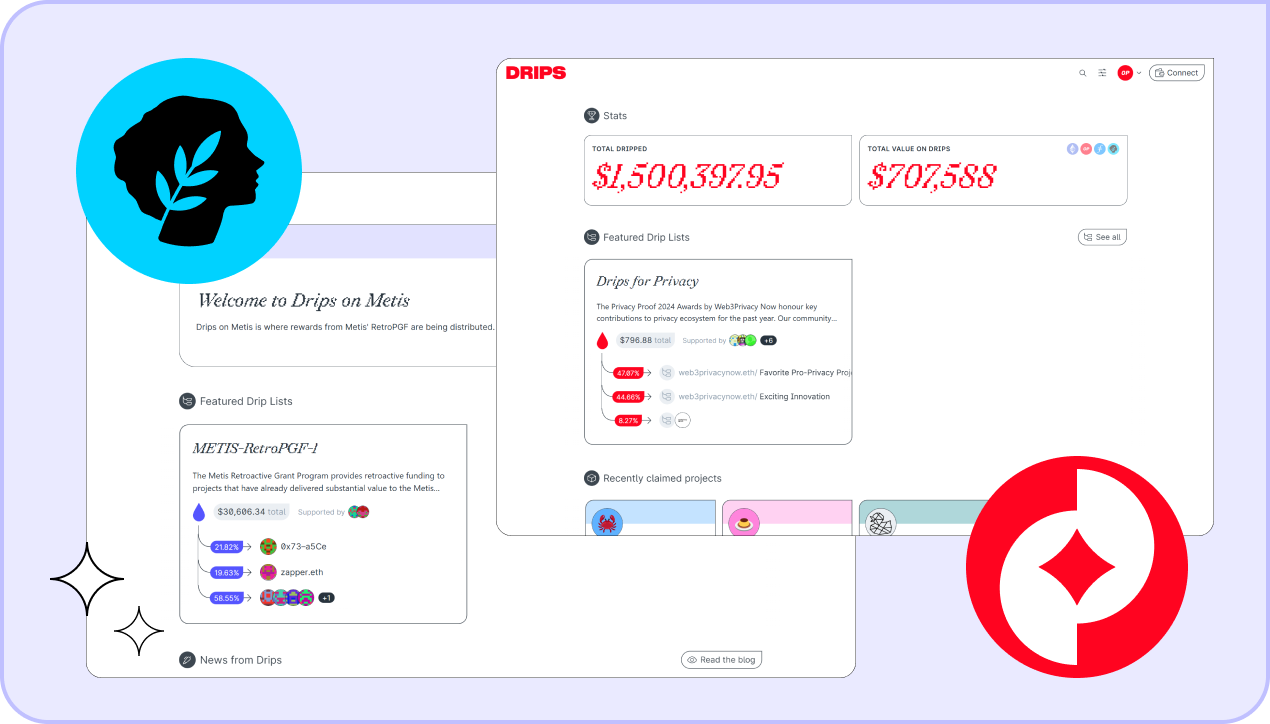 DRIPS
OP
Connect
Stats
TOTAL DRIPPED
$1,500,397.95
TOTAL VALUE ON DRIPS
OP
$707,588
Featured Drip Lists
See all
Drips for Privacy
The Privacy Proof 2024 Awards by Web3Privacy Now honour key
contributions to privacy ecosystem for the past year. Our community...
$796.88 total
Supported by
+6
47.07%
web3privacynow.eth/ Favorite Pro-Privacy Proj
44.66%
web3privacynow.eth/ Exciting Innovation
8.27%
Recently claimed projects
Welcome to Drips on Metis
Drips on Metis is where rewards from Metis' RetroPGF are being distributed.
Featured Drip Lists
METIS-RetroPGF-1
The Metis Retroactive Grant Program provides retroactive funding to
projects that have already delivered substantial value to the Metis...
$30,606.34 total
Supported by
21.82%
0x73–a5Ce
19.63%
zapper.eth
58.55%
+1
News from Drips
Read the blog